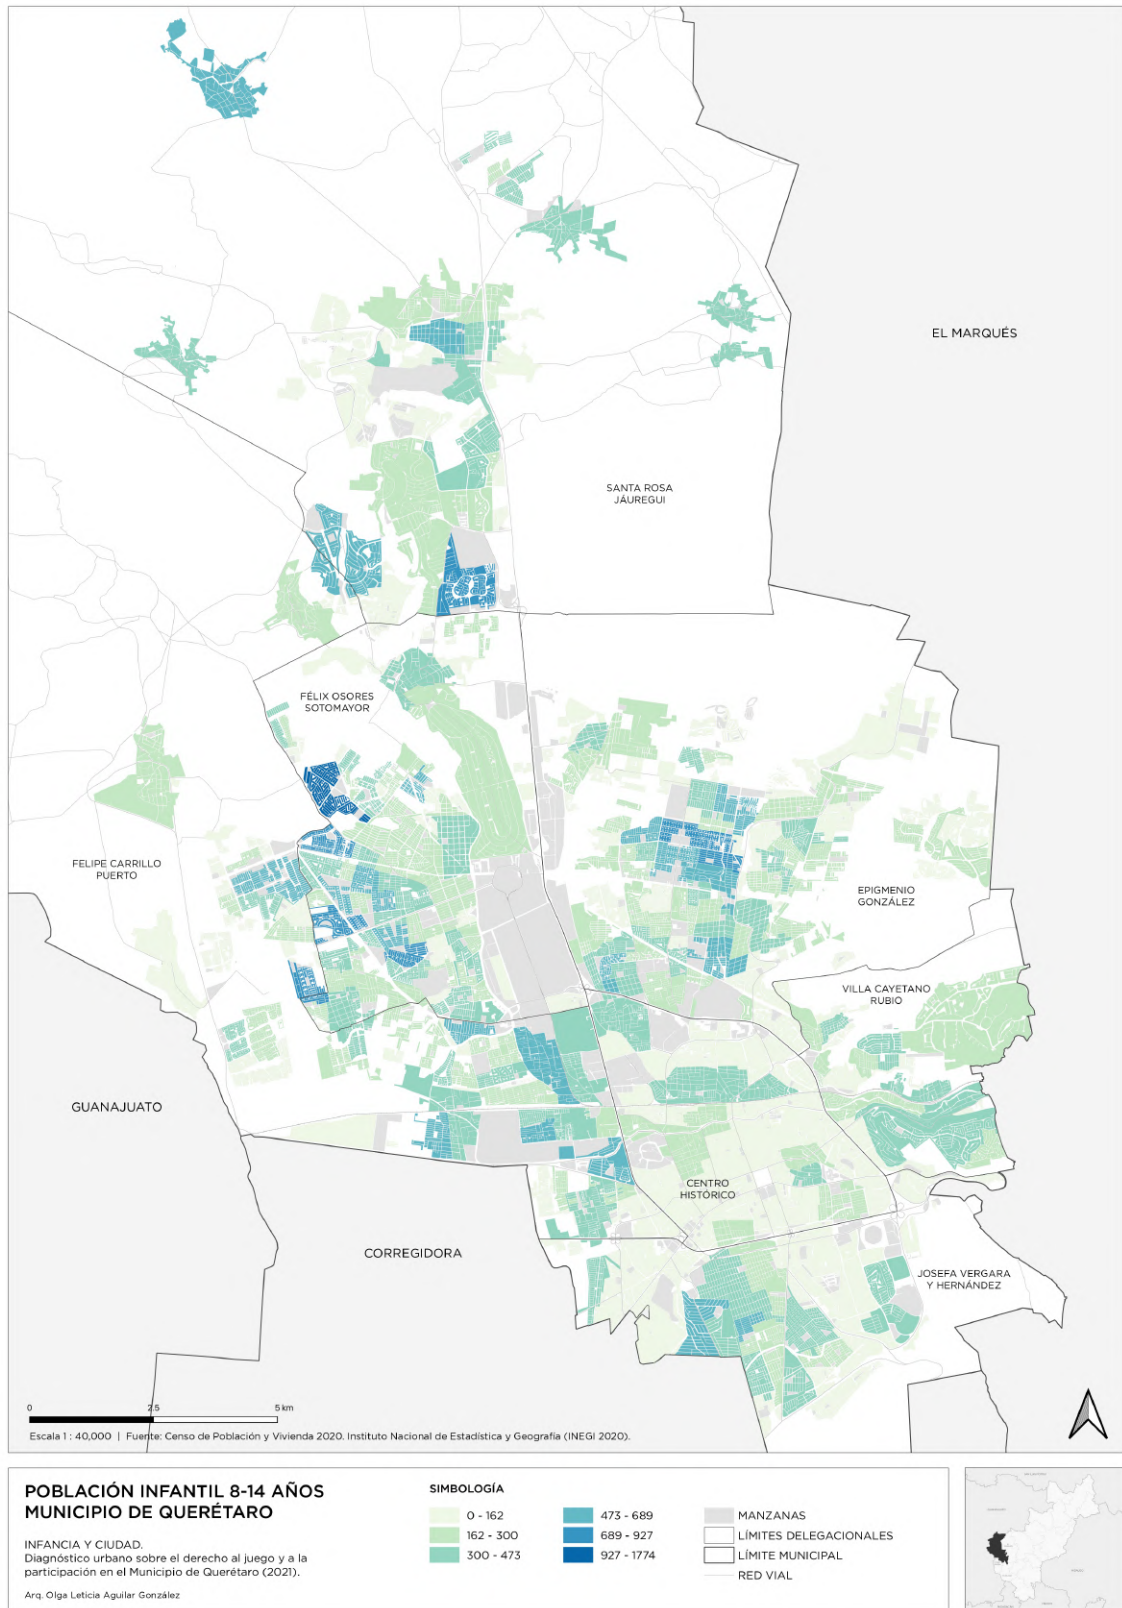 EL MARQUÉS
SANTA ROSA
JÁUREGUI
FÉLIX OSORES
SOTOMAYOR
FELIPE CARRILLO
PUERTO
EPIGMENIO
GONZÁLEZ
VILLA CAYETANO
RUBIO
GUANAJUATO
CENTRO
HISTÓRICO
CORREGIDORA
JOSEFA VERGARA
Y HERNÁNDEZ
0 2.5 5 km
Escala 1 : 40,000 | Fuente: Censo de Población y Vivienda 2020. Instituto Nacional de Estadística y Geografía (INEGI 2020).
POBLACIÓN INFANTIL 8-14 AÑOS
MUNICIPIO DE QUERÉTARO
INFANCIA Y CIUDAD.
Diagnóstico urbano sobre el derecho al juego y a la
participación en el Municipio de Querétaro (2021).
Arq. Olga Leticia Aguilar González
SIMBOLOGÍA
0 - 162
162 - 300
300 - 473
473 - 689
689 - 927
927 - 1774
MANZANAS
LÍMITES DELEGACIONALES
LÍMITE MUNICIPAL
RED VIAL